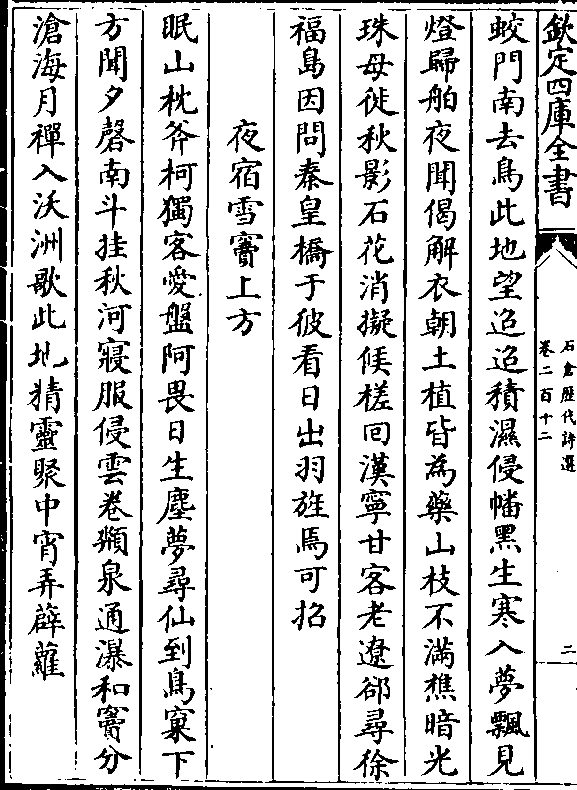 欽定四庫全書
石倉歷代詩選
卷二百十二
二
蛟門南去鳥此地望迢迢積濕侵幡黑生寒入夢飄見
燈歸舶夜聞偈解衣朝土植皆為藥山枝不滿樵暗光
珠母徙秋影石花消擬候槎回漢寧甘客老遼郤尋徐
福島因問秦皇橋于彼看日出羽旌焉可招
夜宿雪竇上方
眠山枕斧柯獨客愛盤阿畏日生塵夢尋仙到鳥窠下
方聞夕磬南斗挂秋河寢服侵雲卷瀕泉通瀑和竇分
滄海月禪入沃洲歌此地精靈聚中宵弄薜蘿